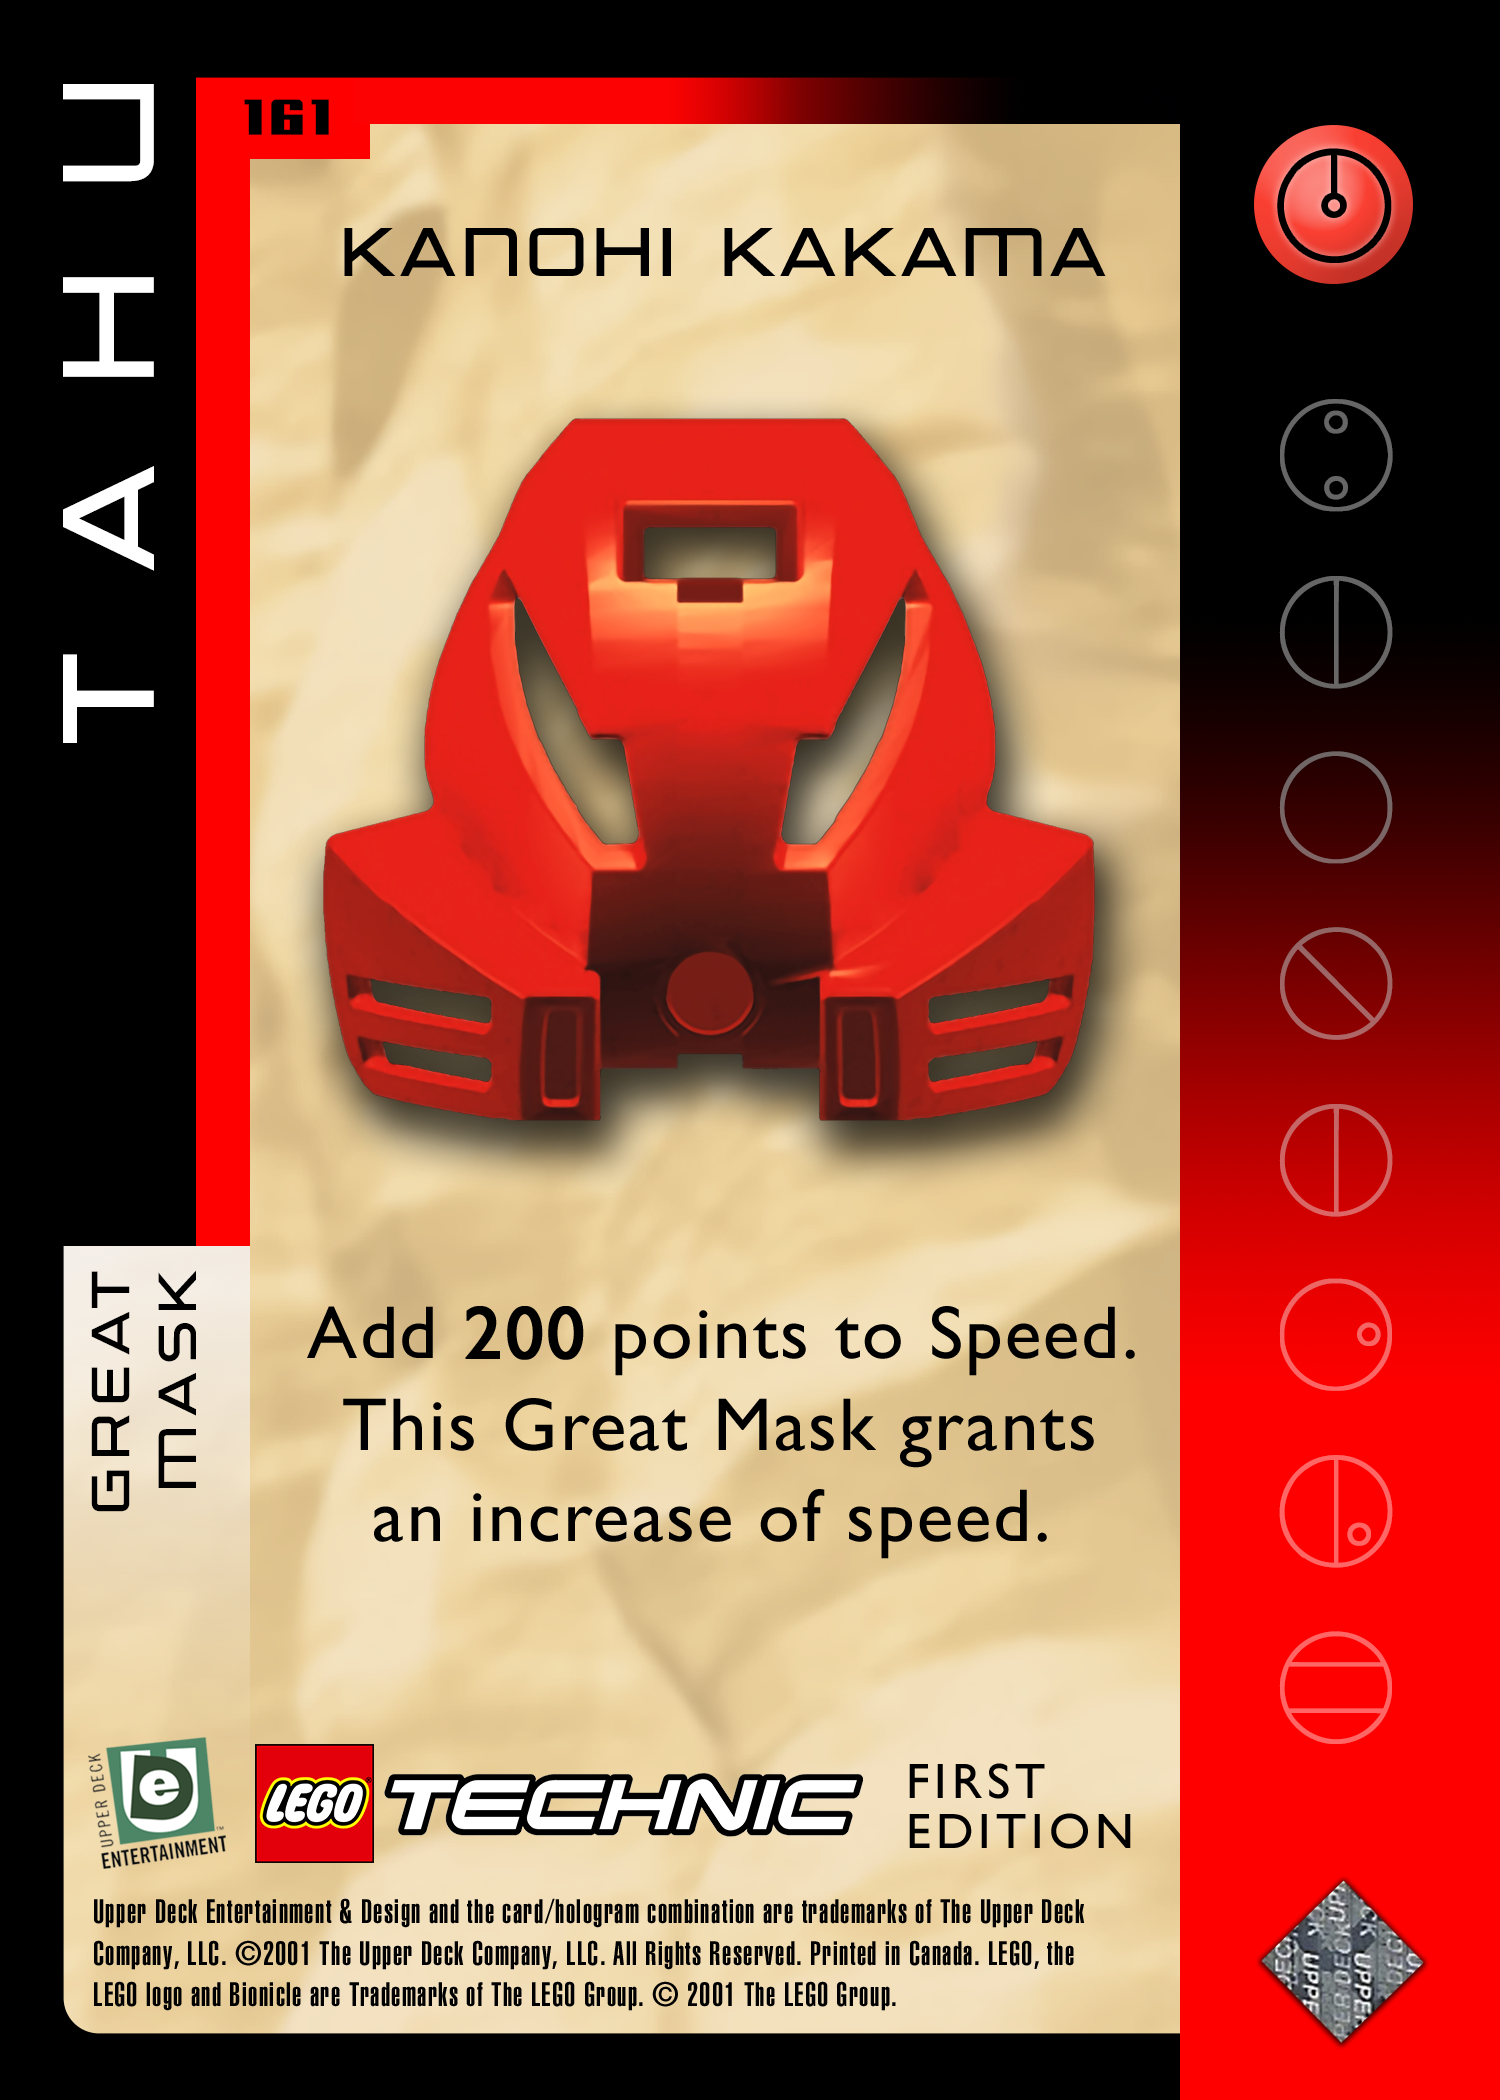 TAHU
161
KANOHI KAKAMA
GREAT
MASK
Add 200 points to Speed.
This Great Mask grants
an increase of speed.
UPPER DECK
e
ENTERTAINMENT
™
LEGO
TECHNIC
FIRST
EDITION
Upper Deck Entertainment & Design and the card/hologram combination are trademarks of The Upper Deck
Company, LLC. ©2001 The Upper Deck Company, LLC. All Rights Reserved. Printed in Canada. LEGO, the
LEGO logo and Bionicle are Trademarks of The LEGO Group. © 2001 The LEGO Group.